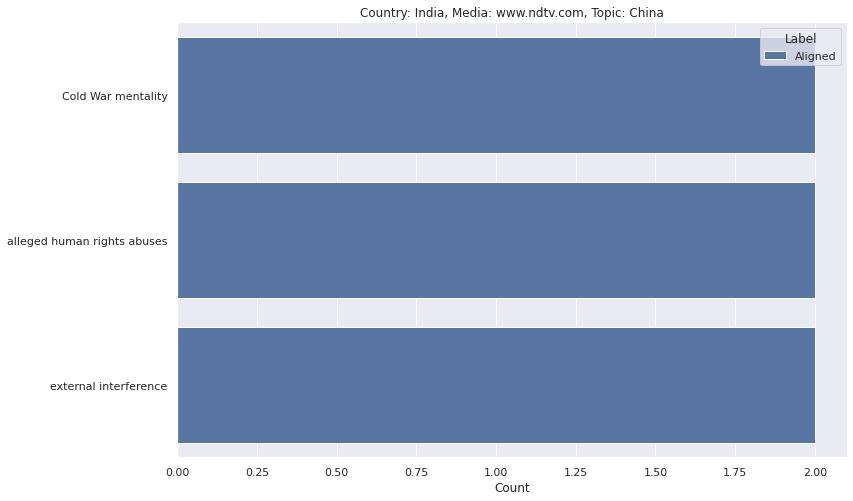 Country: India, Media: www.ndtv.com, Topic: China
Label
Aligned
Cold War mentality
alleged human rights abuses
external interference
0.00 0.25 0.50 0.75 1.00 1.25 1.50 1.75 2.00
Count